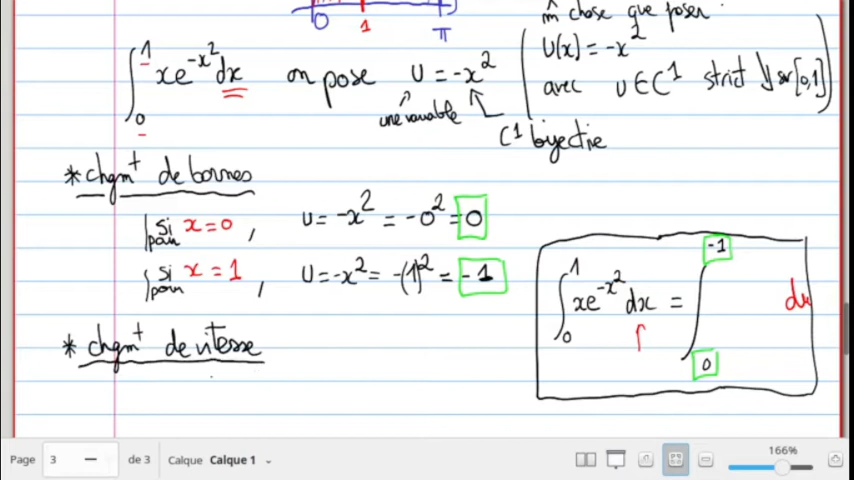 0 1 π
m̂ chose que poser
∫₀¹ xe^{-x²} dx on pose U = -x²
U(x) = -x²
avec U ∈ C¹ strict ↘ sur [0,1]
une variable
C¹ bijective
* chgm^t de bornes
si pour x = 0 , U = -x² = -0² = 0
si pour x = 1 , U = -x² = -(1)² = -1
∫₀¹ xe^{-x²} dx = ∫₀^{-1} du
* chgm^t de vitesse
Page 3 de 3 Calque Calque 1 166%